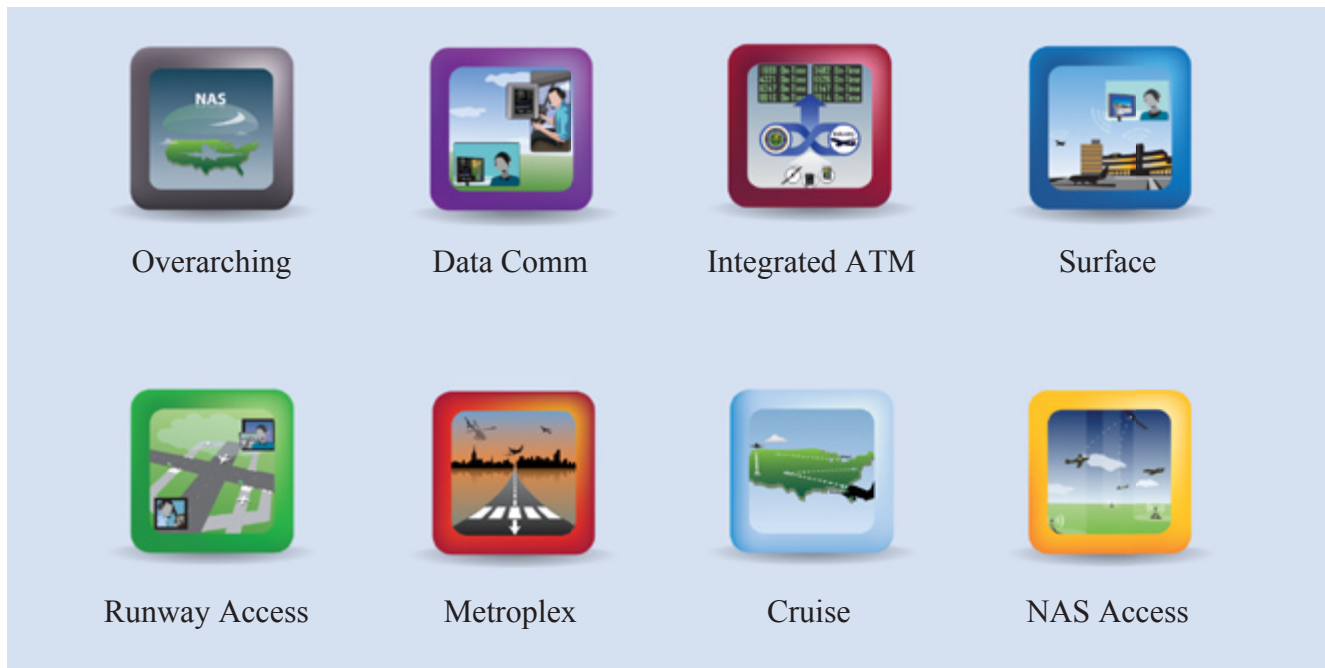 NAS
Overarching
Data Comm
Integrated ATM
Surface
Runway Access
Metroplex
Cruise
NAS Access